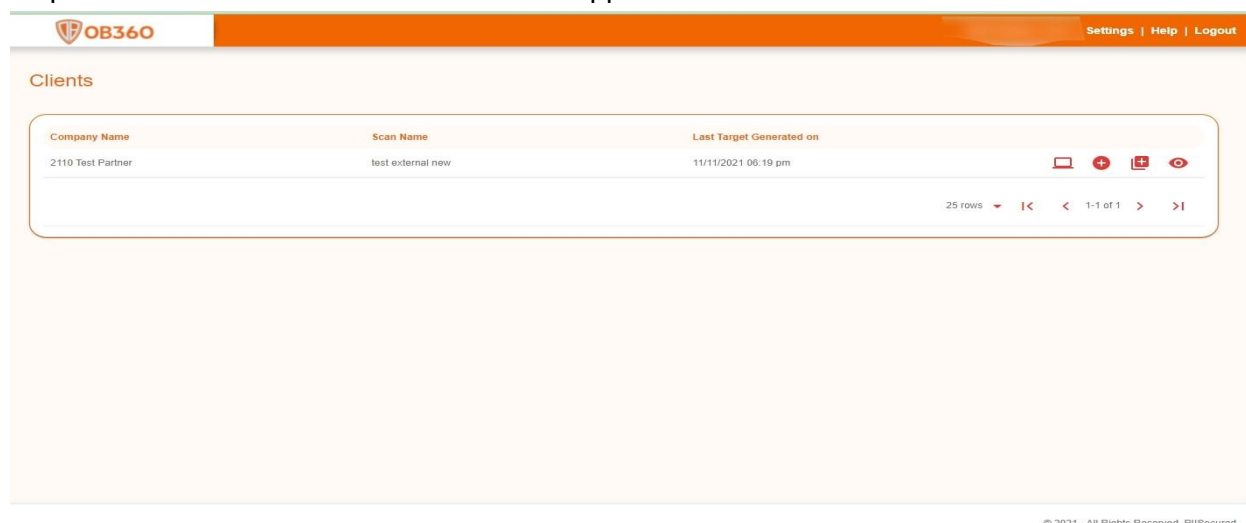 OB360
Settings | Help | Logout
Clients
Company Name Scan Name Last Target Generated on
2110 Test Partner test external new 11/11/2021 06:19 pm
25 rows 1-1 of 1